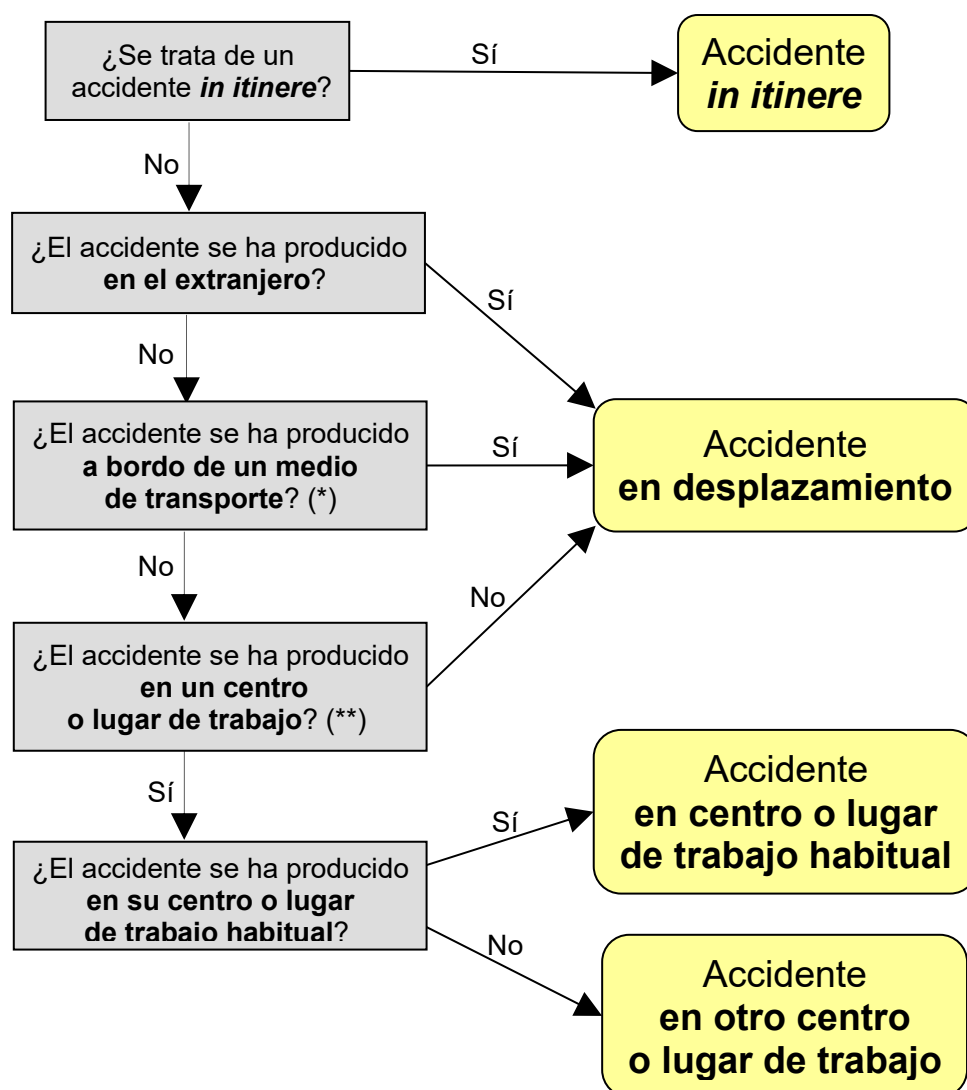 ¿Se trata de un
accidente in itinere?
Sí
Accidente
in itinere
No
¿El accidente se ha producido
en el extranjero?
Sí
No
¿El accidente se ha producido
a bordo de un medio
de transporte? (*)
Sí
Accidente
en desplazamiento
No
¿El accidente se ha producido
en un centro
o lugar de trabajo? (**)
No
Sí
¿El accidente se ha producido
en su centro o lugar
de trabajo habitual?
Sí
Accidente
en centro o lugar
de trabajo habitual
No
Accidente
en otro centro
o lugar de trabajo